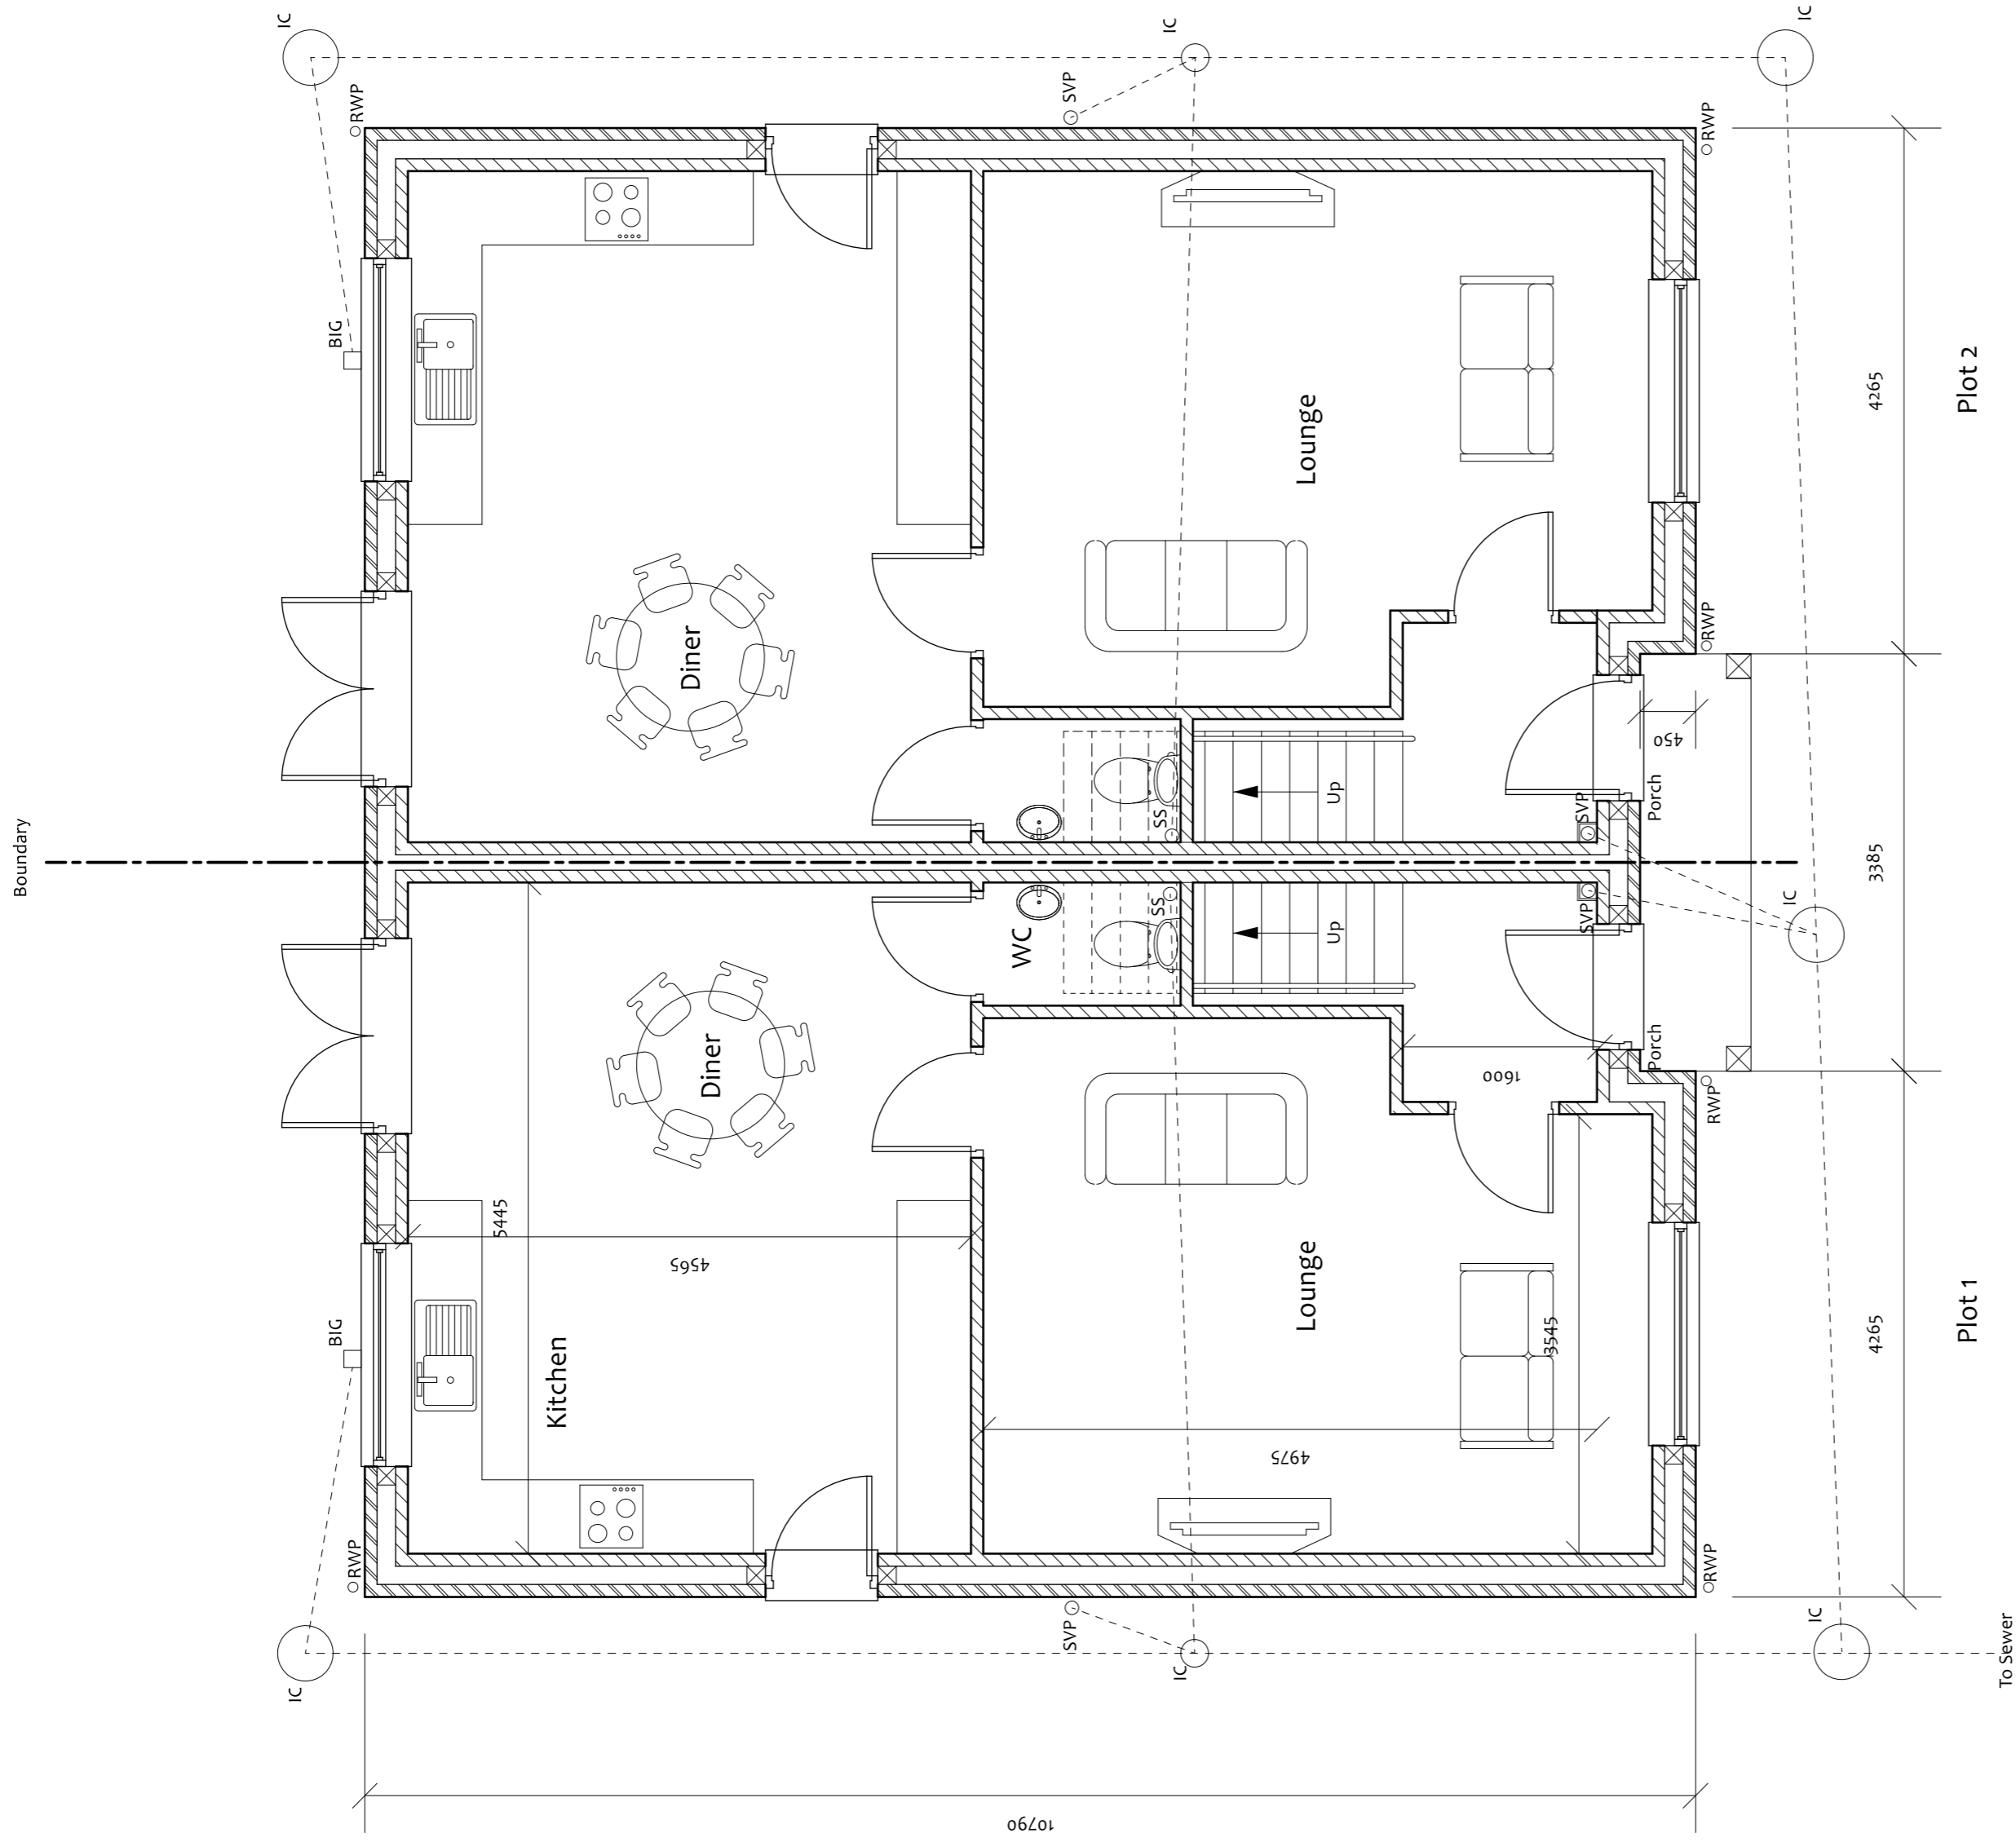 Boundary
IC
IC
IC
RWP
SVP
RWP
BIG
Diner
Lounge
RWP
4265
Plot 2
450
Porch
SVP
Up
SS
3385
IC
SS
WC
Up
SVP
Porch
RWP
1600
Diner
5445
4565
BIG
Kitchen
Lounge
3545
4975
4265
Plot 1
RWP
RWP
SVP
IC
IC
IC
To Sewer
10790